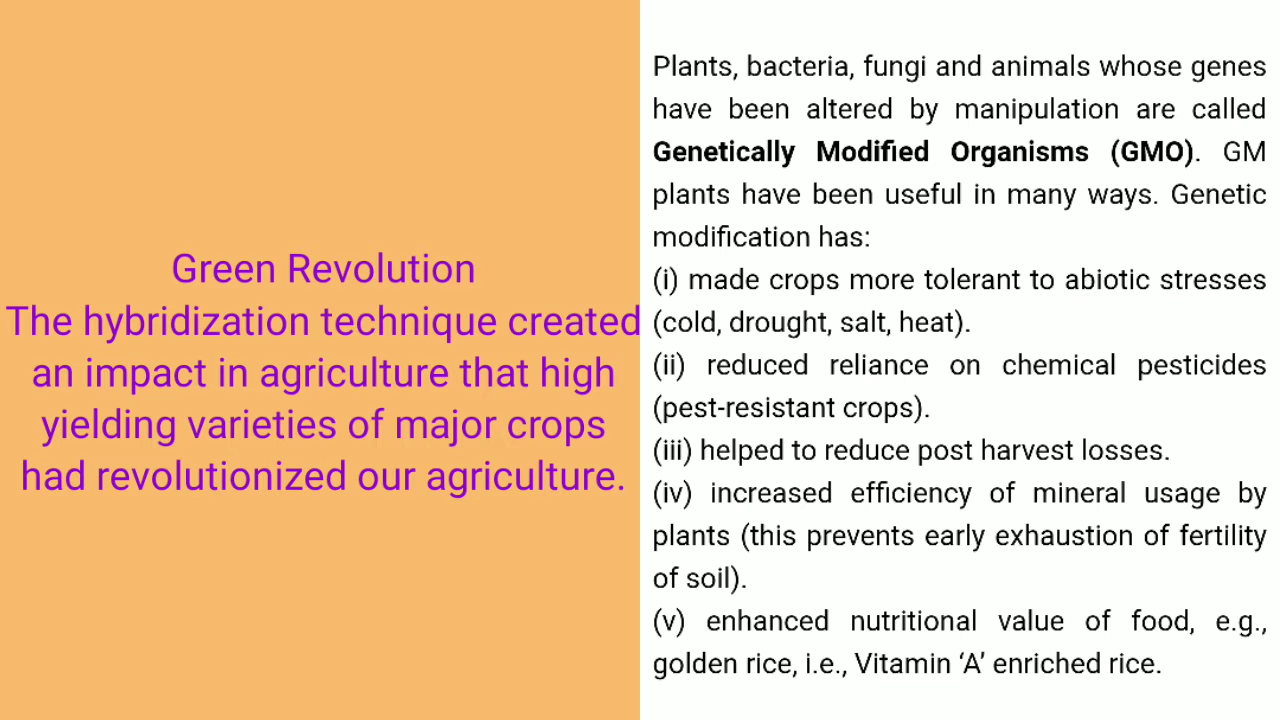 Green Revolution
The hybridization technique created
an impact in agriculture that high
yielding varieties of major crops
had revolutionized our agriculture.
Plants, bacteria, fungi and animals whose genes
have been altered by manipulation are called
Genetically Modified Organisms (GMO). GM
plants have been useful in many ways. Genetic
modification has:
(i) made crops more tolerant to abiotic stresses
(cold, drought, salt, heat).
(ii) reduced reliance on chemical pesticides
(pest-resistant crops).
(iii) helped to reduce post harvest losses.
(iv) increased efficiency of mineral usage by
plants (this prevents early exhaustion of fertility
of soil).
(v) enhanced nutritional value of food, e.g.,
golden rice, i.e., Vitamin ‘A’ enriched rice.